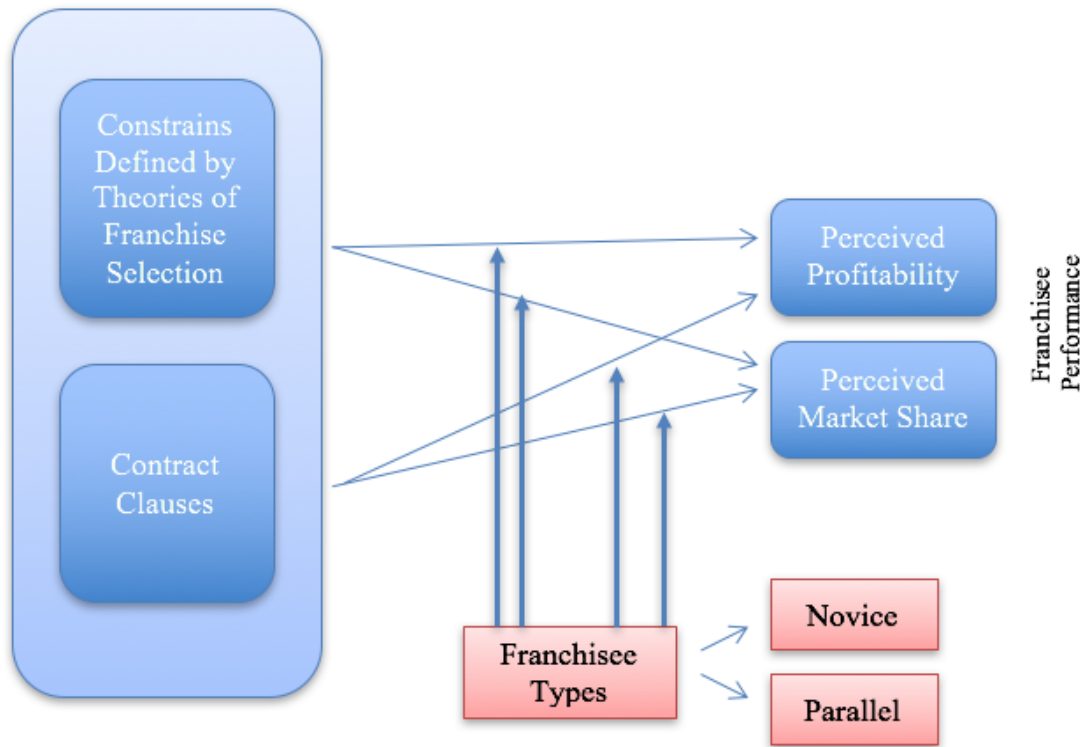 Constrains
Defined by
Theories of
Franchise
Selection
Contract
Clauses
Perceived
Profitability
Perceived
Market Share
Franchisee
Performance
Franchisee
Types
Novice
Parallel